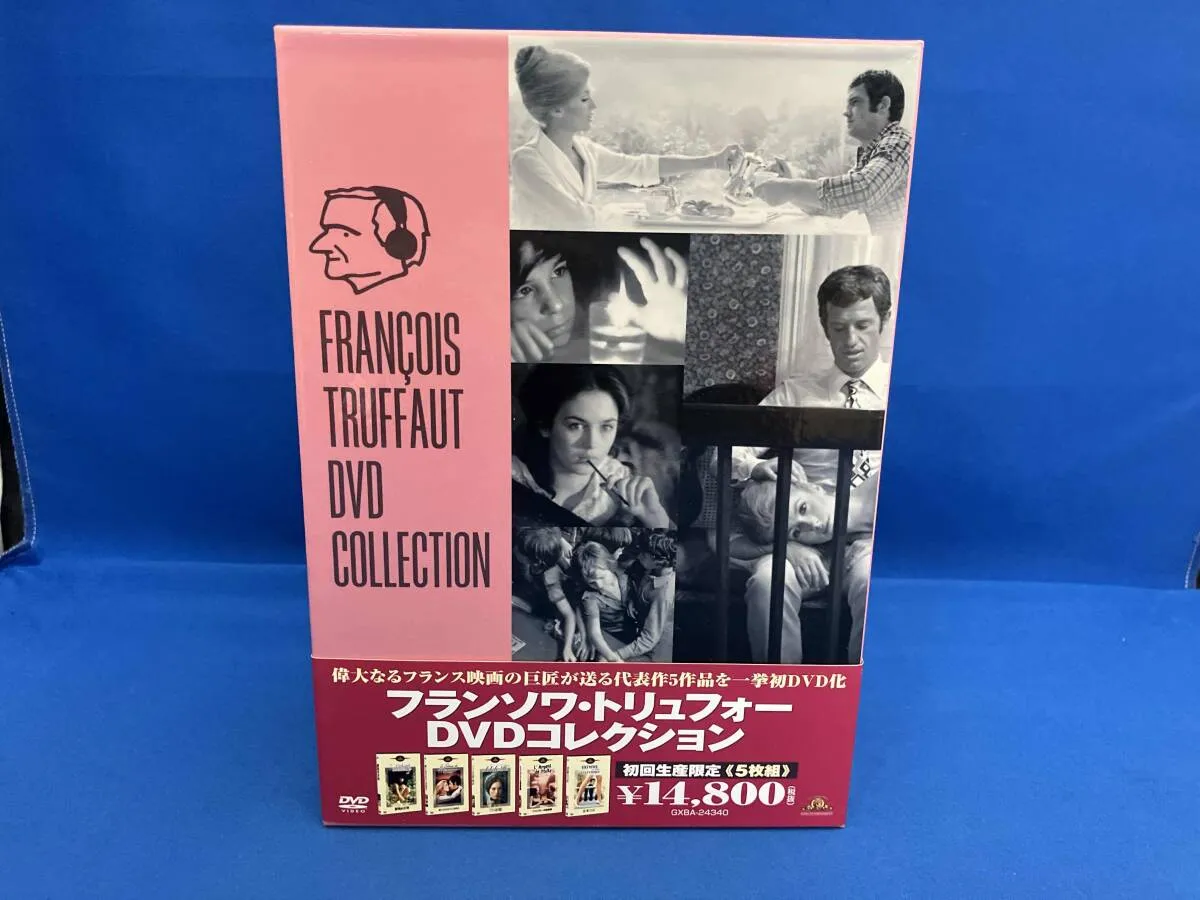 FRANÇOIS
TRUFFAUT
DVD
COLLECTION
偉大なるフランス映画の巨匠が送る代表作5作品を一挙初DVD化
フランソワ・トリュフォー
DVDコレクション
初回生産限定《5枚組》
¥14,800(税抜)
GXBA-24340
DVD
VIDEO